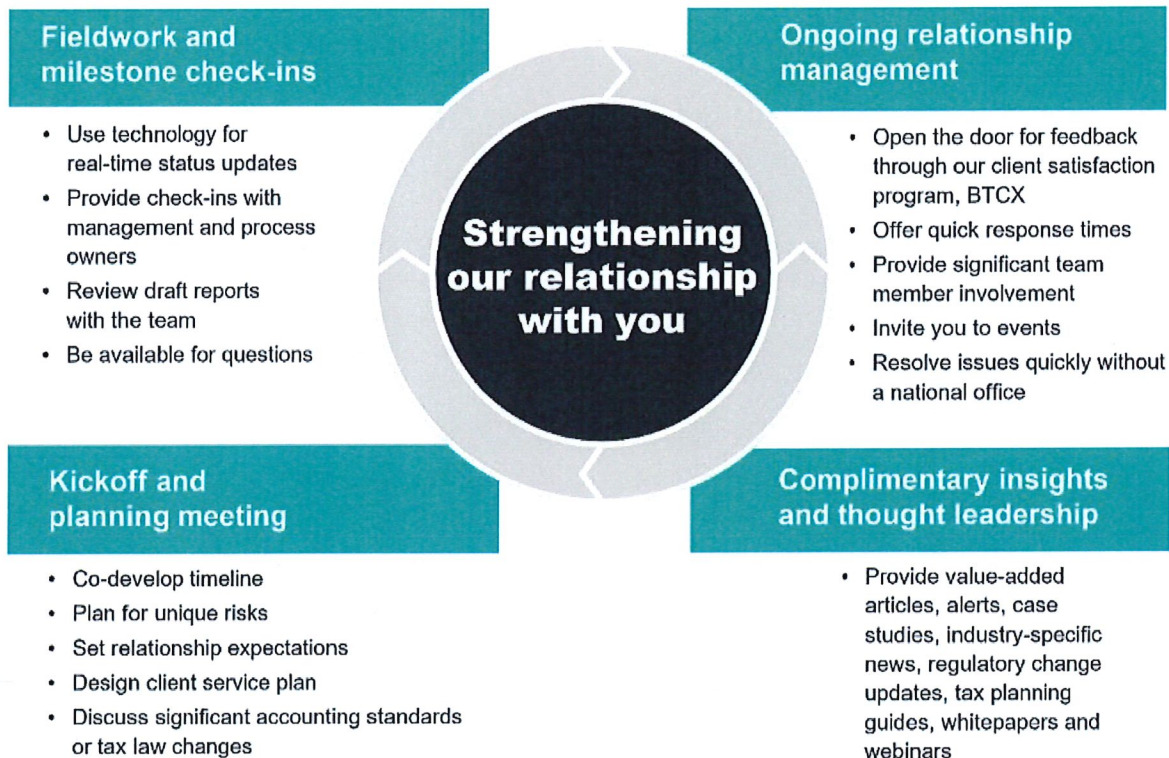 Fieldwork and
milestone check-ins
• Use technology for
real-time status updates
• Provide check-ins with
management and process
owners
• Review draft reports
with the team
• Be available for questions
Strengthening
our relationship
with you
Ongoing relationship
management
• Open the door for feedback
through our client satisfaction
program, BTCX
• Offer quick response times
• Provide significant team
member involvement
• Invite you to events
• Resolve issues quickly without
a national office
Kickoff and
planning meeting
• Co-develop timeline
• Plan for unique risks
• Set relationship expectations
• Design client service plan
• Discuss significant accounting standards
or tax law changes
Complimentary insights
and thought leadership
• Provide value-added
articles, alerts, case
studies, industry-specific
news, regulatory change
updates, tax planning
guides, whitepapers and
webinars